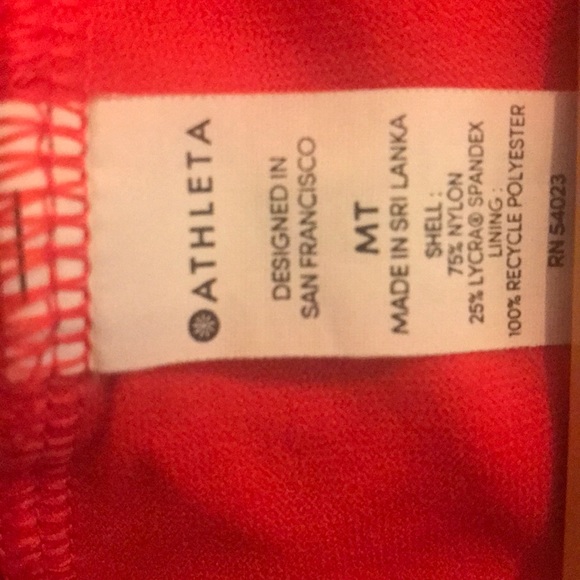 ATHLETA
DESIGNED IN
SAN FRANCISCO
MT
MADE IN SRI LANKA
SHELL :
75% NYLON
25% LYCRA® SPANDEX
LINING :
100% RECYCLE POLYESTER
RN 54023